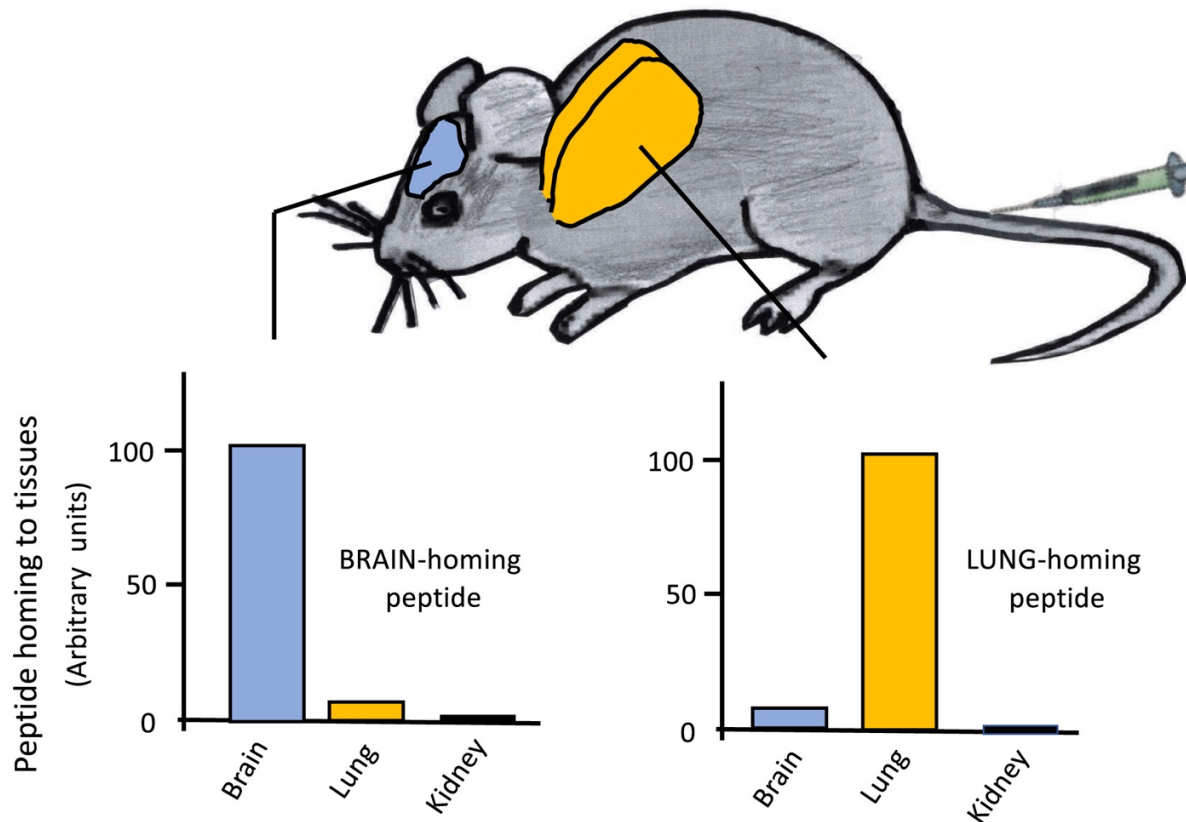 Peptide homing to tissues
(Arbitrary units)
100
50
0
BRAIN-homing
peptide
Brain
Lung
Kidney
100
50
0
LUNG-homing
peptide
Brain
Lung
Kidney